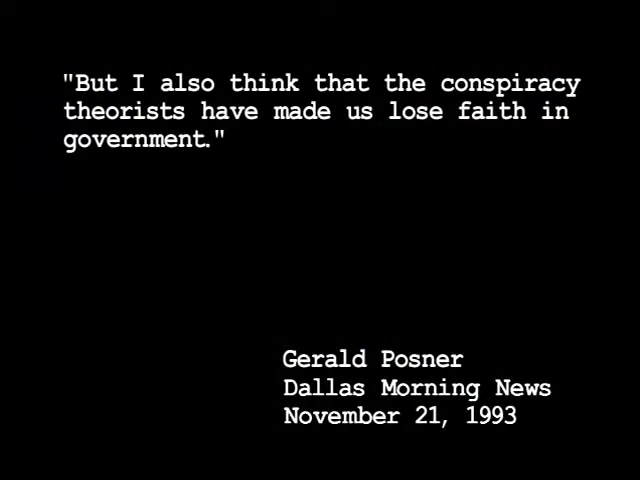 "But I also think that the conspiracy
theorists have made us lose faith in
government."
Gerald Posner
Dallas Morning News
November 21, 1993